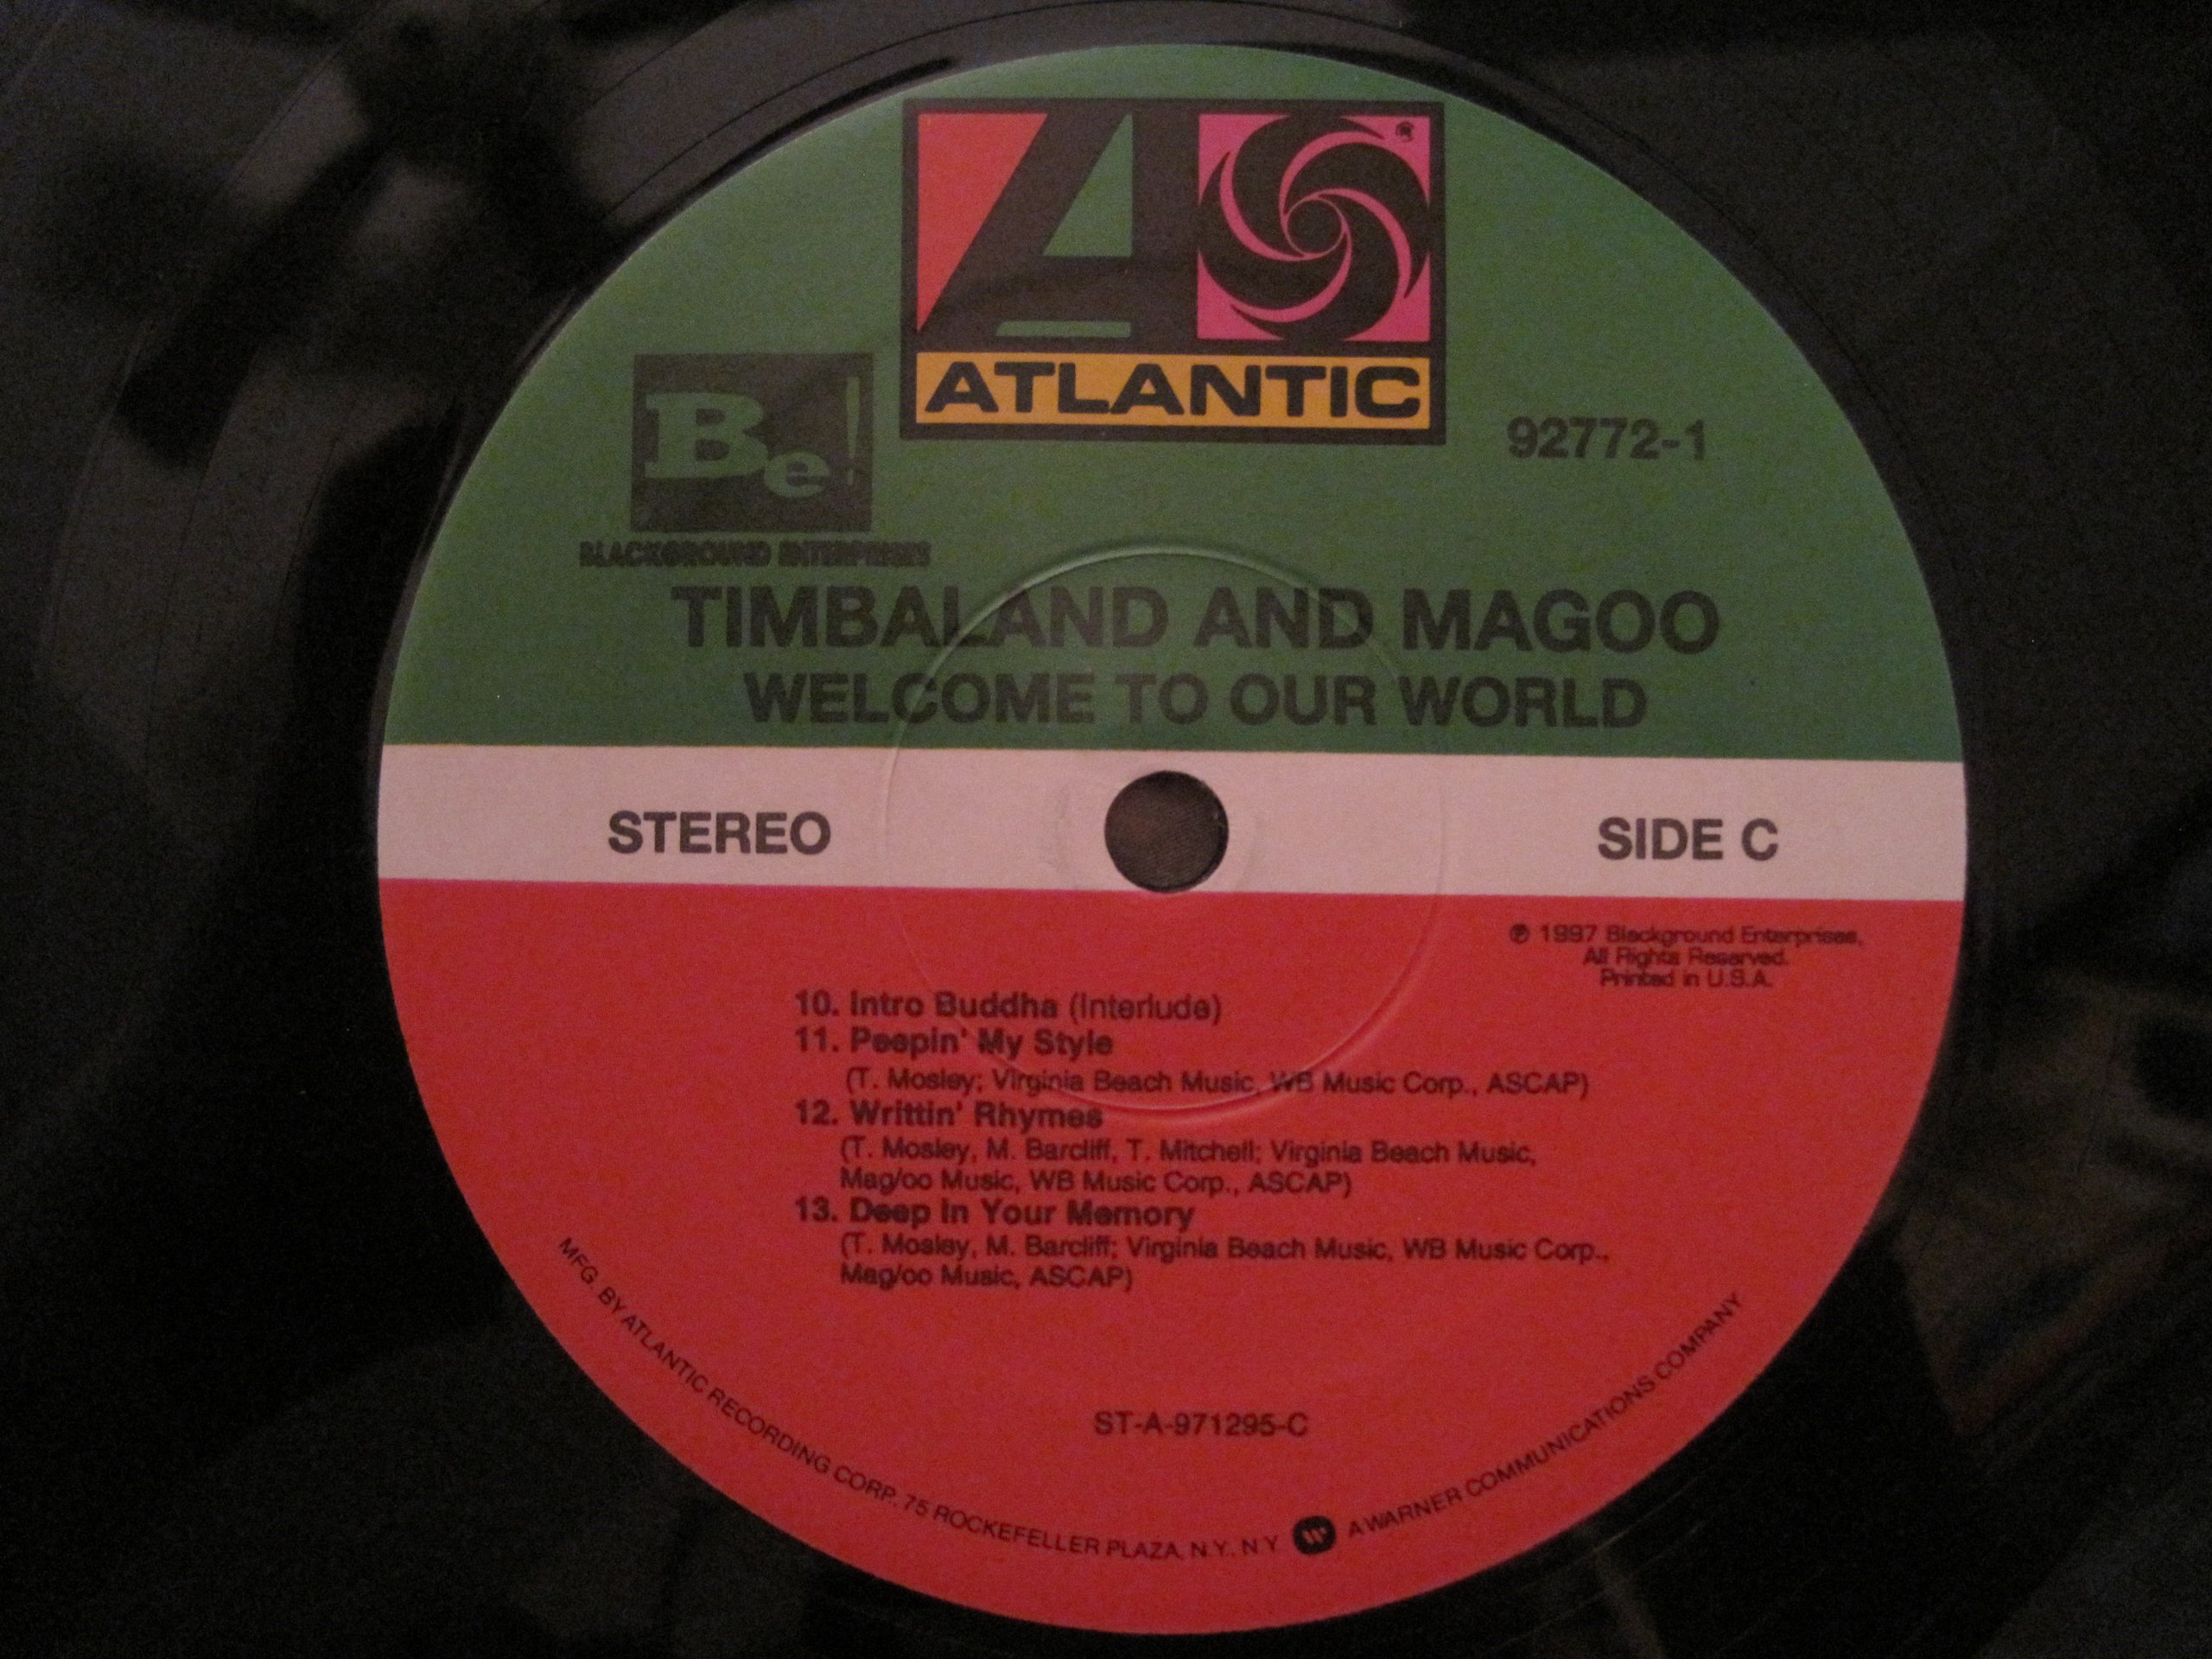 ATLANTIC
®
Be!
BLACKGROUND ENTERPRISES
92772-1
TIMBALAND AND MAGOO
WELCOME TO OUR WORLD
STEREO
SIDE C
℗ 1997 Blackground Enterprises,
All Rights Reserved.
Printed in U.S.A.
10. Intro Buddha (Interlude)
11. Peepin' My Style
(T. Mosley; Virginia Beach Music, WB Music Corp., ASCAP)
12. Writtin' Rhymes
(T. Mosley, M. Barcliff, T. Mitchell; Virginia Beach Music,
Mag/oo Music, WB Music Corp., ASCAP)
13. Deep In Your Memory
(T. Mosley, M. Barcliff; Virginia Beach Music, WB Music Corp.,
Mag/oo Music, ASCAP)
ST-A-971295-C
MFG. BY ATLANTIC RECORDING CORP. 75 ROCKEFELLER PLAZA, N.Y., N.Y. A WARNER COMMUNICATIONS COMPANY